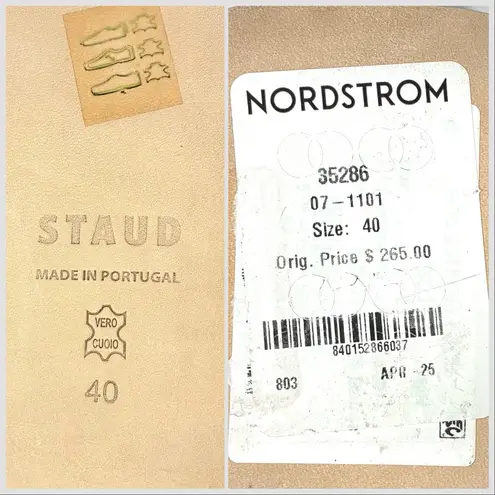 STAUD
MADE IN PORTUGAL
VERO
CUOIO
40
NORDSTROM
35286
07-1101
Size: 40
Orig. Price $ 265.00
840152866037
803 APR -25